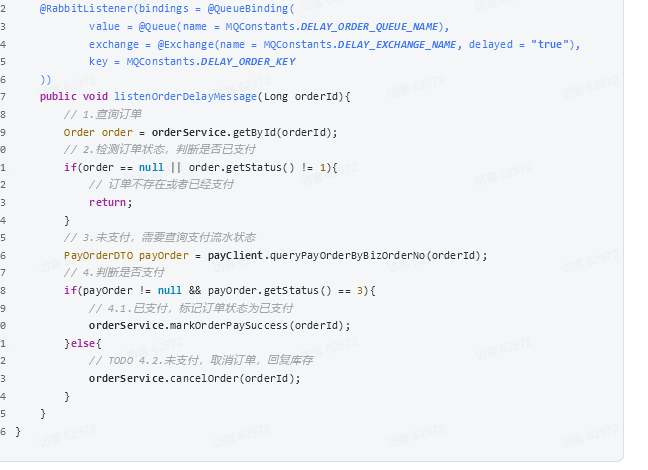 2 @RabbitListener(bindings = @QueueBinding(
3 value = @Queue(name = MQConstants.DELAY_ORDER_QUEUE_NAME),
4 exchange = @Exchange(name = MQConstants.DELAY_EXCHANGE_NAME, delayed = "true"),
5 key = MQConstants.DELAY_ORDER_KEY
6 ))
7 public void listenOrderDelayMessage(Long orderId){
8 // 1.查询订单
9 Order order = orderService.getById(orderId);
0 // 2.检测订单状态，判断是否已支付
1 if(order == null || order.getStatus() != 1){
2 // 订单不存在或者已经支付
3 return;
4 }
5 // 3.未支付，需要查询支付流水状态
6 PayOrderDTO payOrder = payClient.queryPayOrderByBizOrderNo(orderId);
7 // 4.判断是否支付
8 if(payOrder != null && payOrder.getStatus() == 3){
9 // 4.1.已支付，标记订单状态为已支付
0 orderService.markOrderPaySuccess(orderId);
1 }else{
2 // TODO 4.2.未支付，取消订单，回复库存
3 orderService.cancelOrder(orderId);
4 }
5 }
6 }